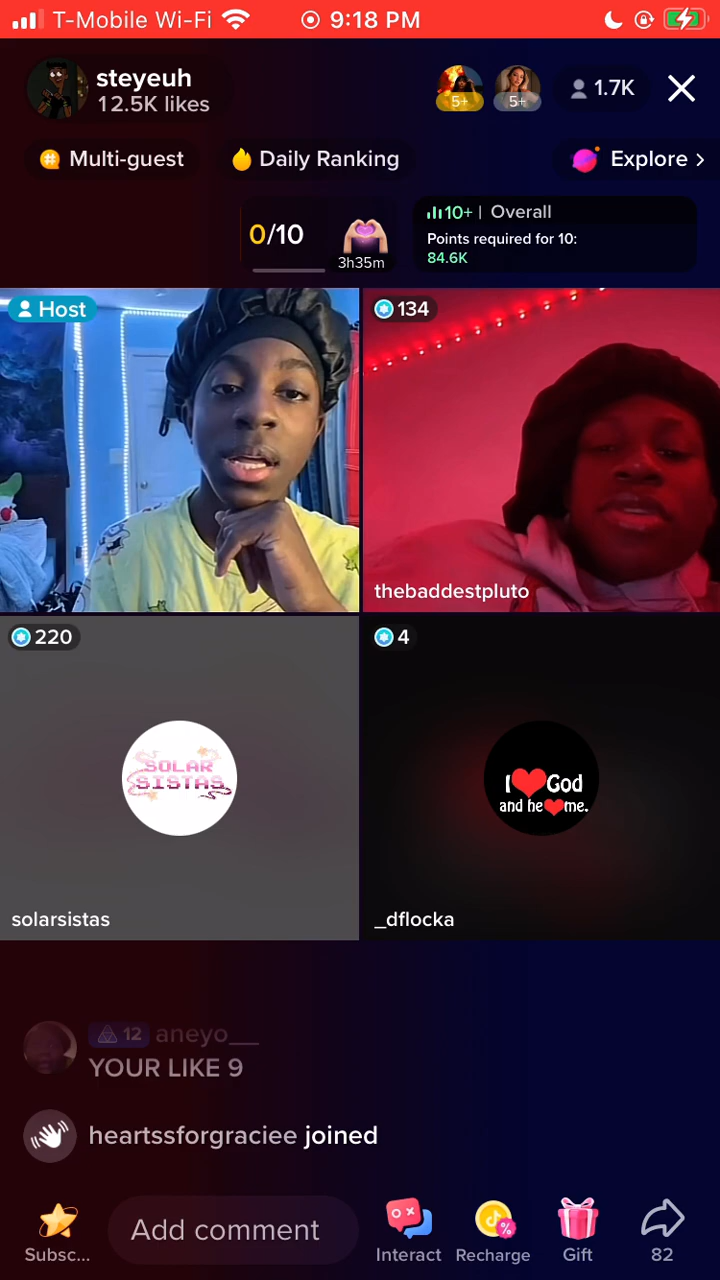 T-Mobile Wi-Fi 9:18 PM
steyeuh
12.5K likes
5+ 5+ 1.7K
Multi-guest Daily Ranking Explore >
0/10
3h35m
10+ | Overall
Points required for 10:
84.6K
Host
134
thebaddestpluto
220
SOLAR
SISTAS
solarsistas
4
I❤God
and he❤me.
_dflocka
12 aneyo__
YOUR LIKE 9
heartssforgraciee joined
Subsc...
Add comment
Interact
Recharge
Gift
82